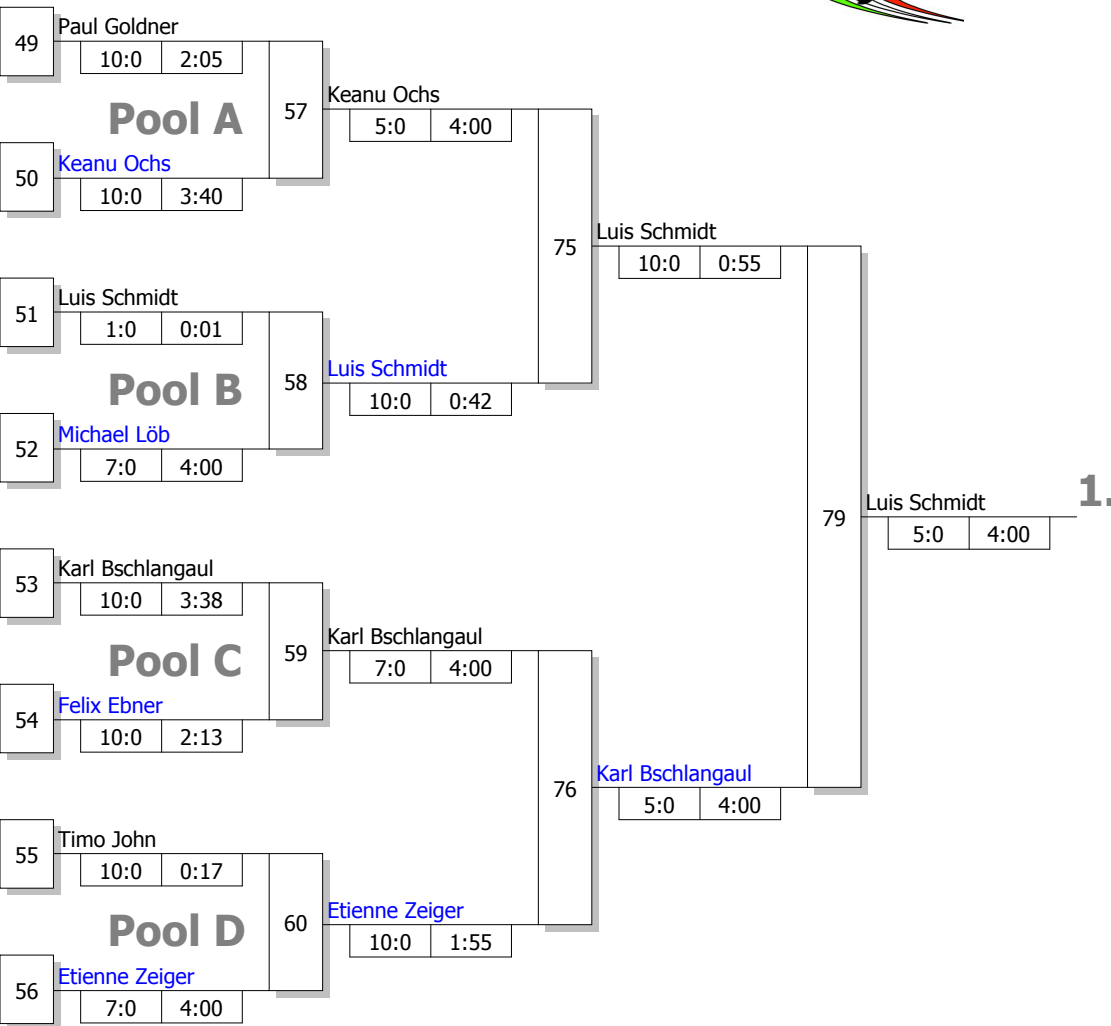 49 Paul Goldner
10:0 2:05
Pool A
57 Keanu Ochs
5:0 4:00
50 Keanu Ochs
10:0 3:40
75 Luis Schmidt
10:0 0:55
51 Luis Schmidt
1:0 0:01
Pool B
58 Luis Schmidt
10:0 0:42
52 Michael Löb
7:0 4:00
79 Luis Schmidt 1.
5:0 4:00
53 Karl Bschlangaul
10:0 3:38
Pool C
59 Karl Bschlangaul
7:0 4:00
54 Felix Ebner
10:0 2:13
76 Karl Bschlangaul
5:0 4:00
55 Timo John
10:0 0:17
Pool D
60 Etienne Zeiger
10:0 1:55
56 Etienne Zeiger
7:0 4:00